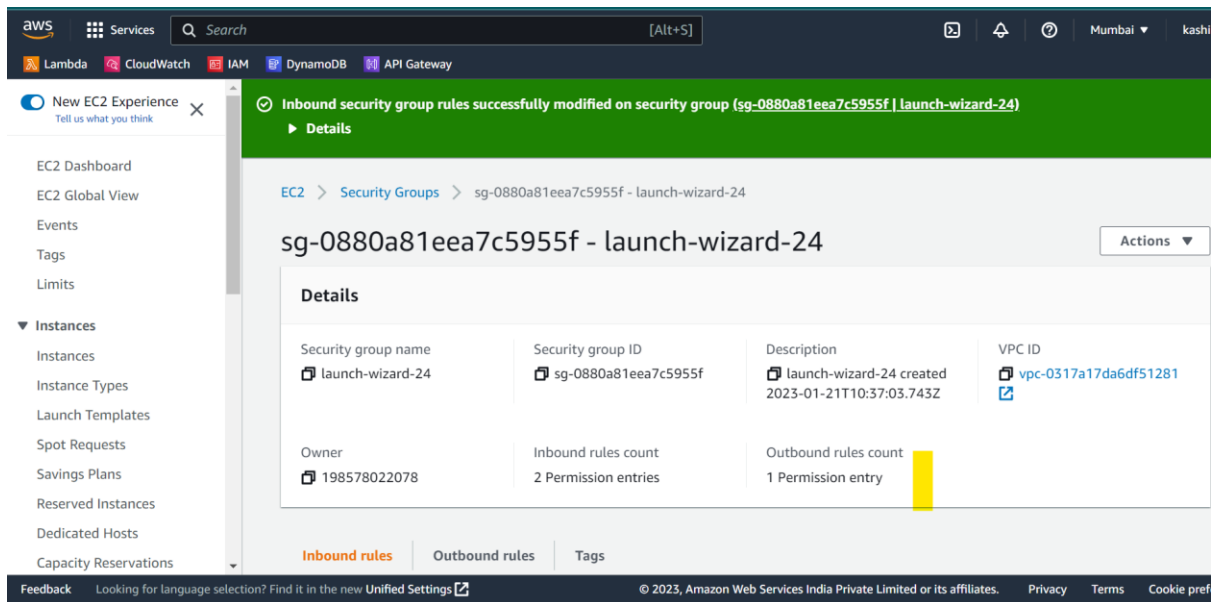 aws Services Search [Alt+S] Mumbai ▼ kashi
Lambda CloudWatch IAM DynamoDB API Gateway
New EC2 Experience
Tell us what you think
EC2 Dashboard
EC2 Global View
Events
Tags
Limits
▼ Instances
Instances
Instance Types
Launch Templates
Spot Requests
Savings Plans
Reserved Instances
Dedicated Hosts
Capacity Reservations
Inbound security group rules successfully modified on security group (sg-0880a81eea7c5955f | launch-wizard-24)
▶ Details
EC2 > Security Groups > sg-0880a81eea7c5955f - launch-wizard-24
sg-0880a81eea7c5955f - launch-wizard-24
Actions ▼
Details
Security group name
launch-wizard-24
Security group ID
sg-0880a81eea7c5955f
Description
launch-wizard-24 created
2023-01-21T10:37:03.743Z
VPC ID
vpc-0317a17da6df51281
Owner
198578022078
Inbound rules count
2 Permission entries
Outbound rules count
1 Permission entry
Inbound rules Outbound rules Tags
Feedback Looking for language selection? Find it in the new Unified Settings © 2023, Amazon Web Services India Private Limited or its affiliates. Privacy Terms Cookie pref